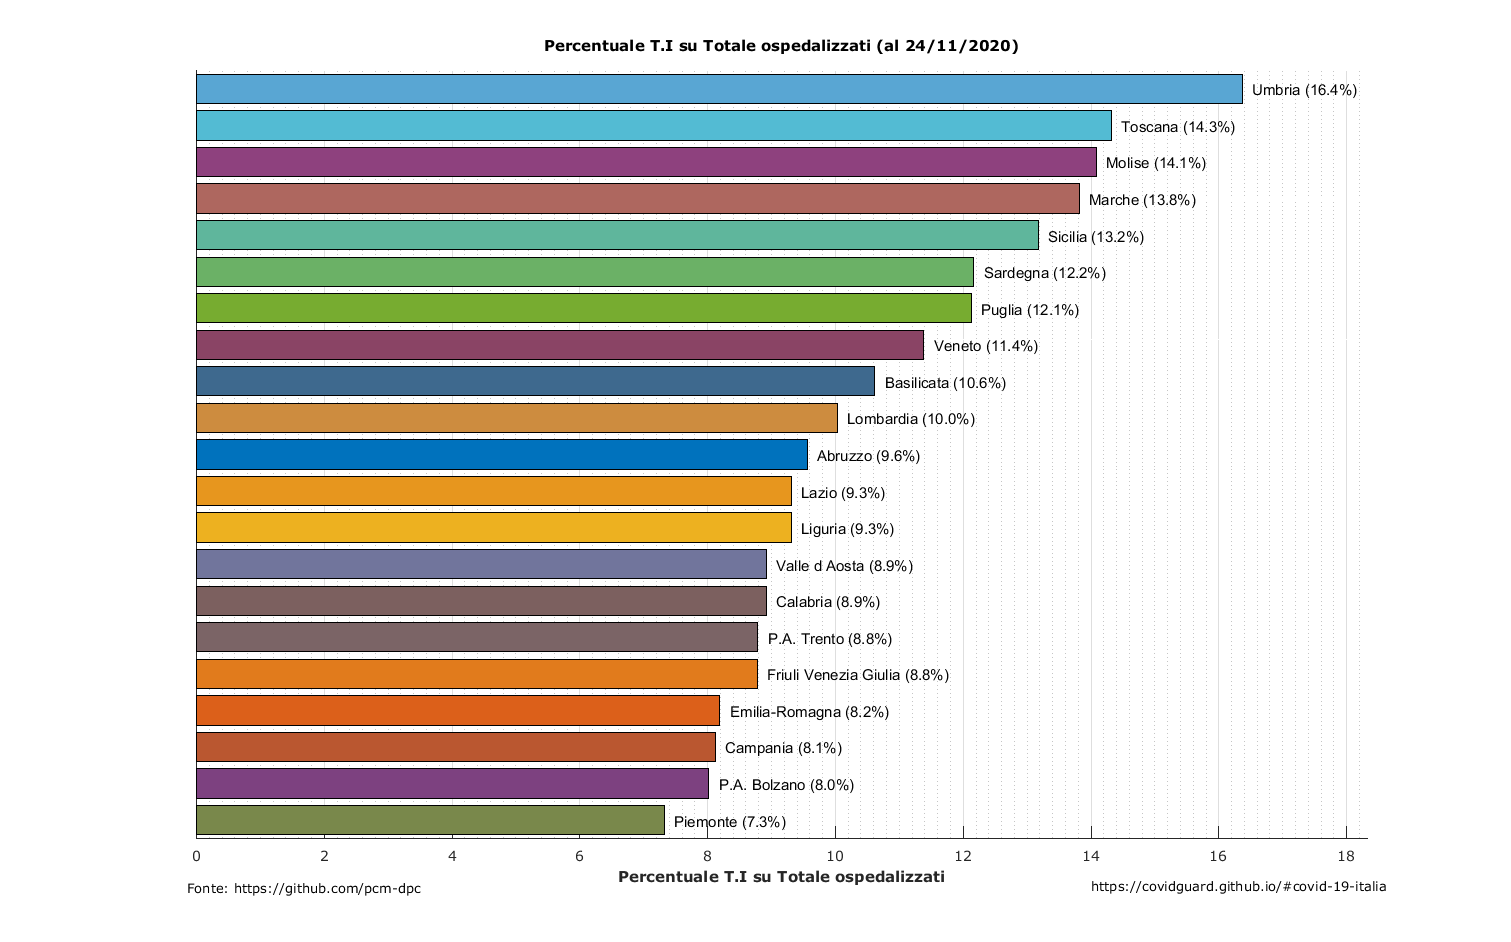 Percentuale T.I su Totale ospedalizzati (al 24/11/2020)
Umbria (16.4%)
Toscana (14.3%)
Molise (14.1%)
Marche (13.8%)
Sicilia (13.2%)
Sardegna (12.2%)
Puglia (12.1%)
Veneto (11.4%)
Basilicata (10.6%)
Lombardia (10.0%)
Abruzzo (9.6%)
Lazio (9.3%)
Liguria (9.3%)
Valle d Aosta (8.9%)
Calabria (8.9%)
P.A. Trento (8.8%)
Friuli Venezia Giulia (8.8%)
Emilia-Romagna (8.2%)
Campania (8.1%)
P.A. Bolzano (8.0%)
Piemonte (7.3%)
0 2 4 6 8 10 12 14 16 18
Percentuale T.I su Totale ospedalizzati
Fonte: https://github.com/pcm-dpc
https://covidguard.github.io/#covid-19-italia